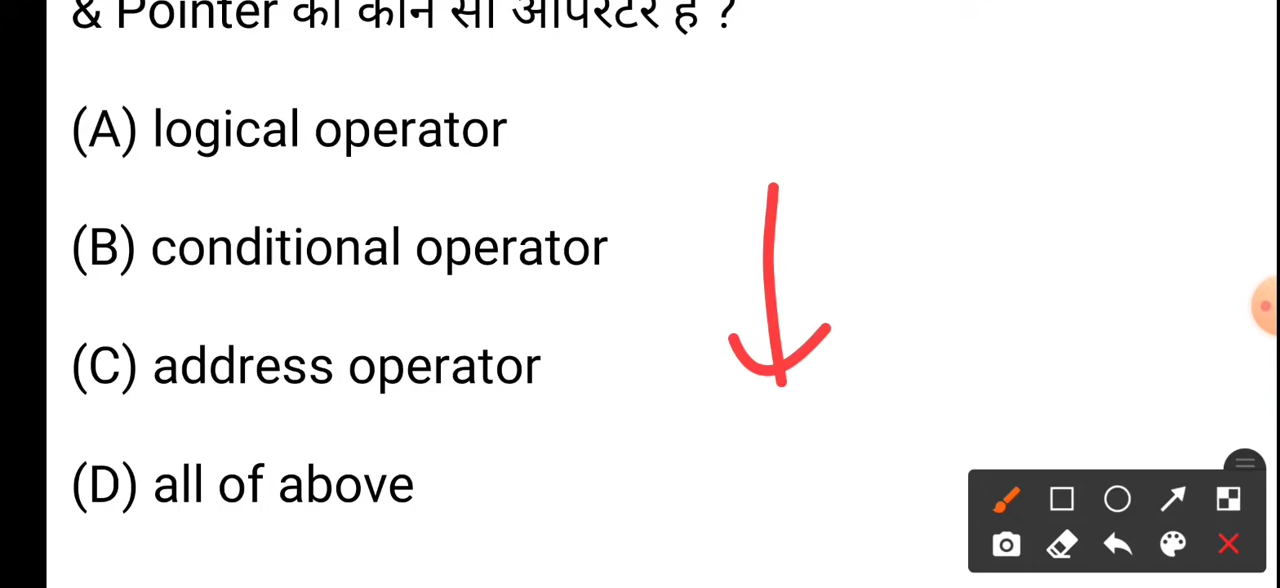 & Pointer का कौन सा ऑपरेटर है ?
(A) logical operator
(B) conditional operator
(C) address operator
(D) all of above